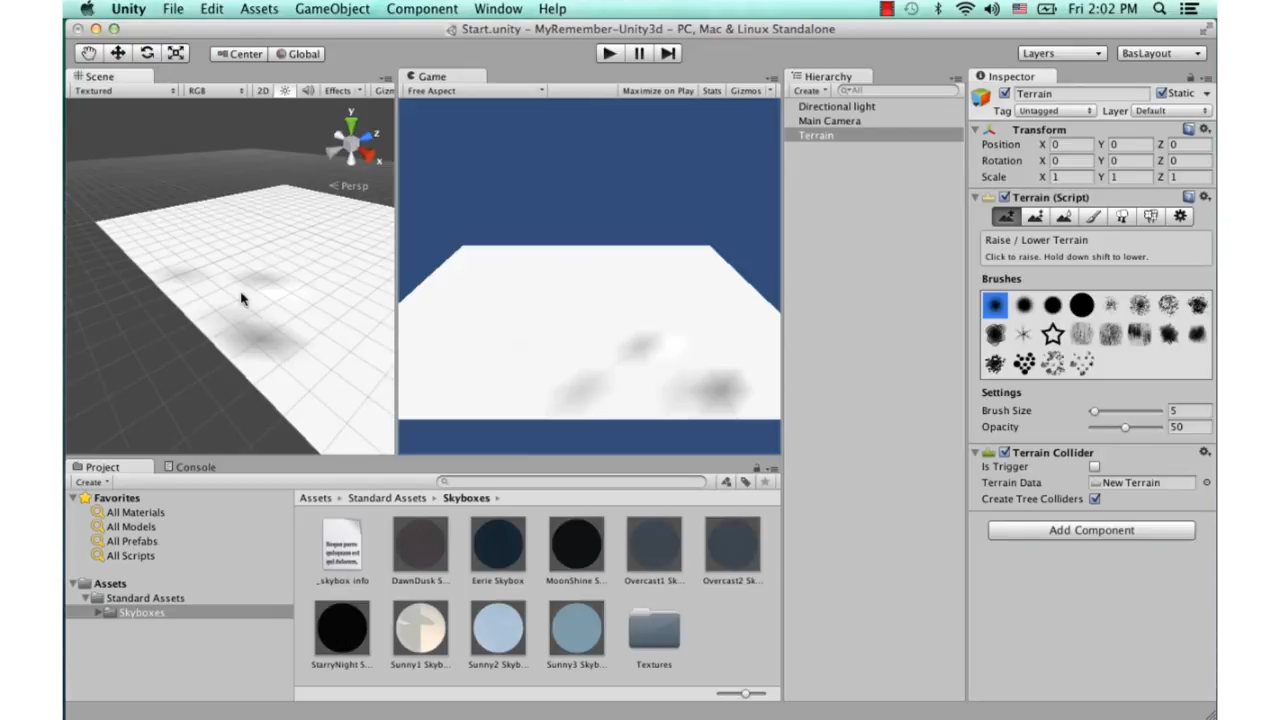 Unity File Edit Assets GameObject Component Window Help Fri 2:02 PM
Start.unity - MyRemember-Unity3d - PC, Mac & Linux Standalone
Center Global Layers BasLayout
Scene
Textured RGB 2D Effects Gizn
y
z
x
Persp
Game
Free Aspect Maximize on Play Stats Gizmos
Hierarchy
Create All
Directional light
Main Camera
Terrain
Inspector
Terrain Static
Tag Untagged Layer Default
Transform
Position X 0 Y 0 Z 0
Rotation X 0 Y 0 Z 0
Scale X 1 Y 1 Z 1
Terrain (Script)
Raise / Lower Terrain
Click to raise. Hold down shift to lower.
Brushes
Settings
Brush Size 5
Opacity 50
Terrain Collider
Is Trigger
Terrain Data New Terrain
Create Tree Colliders
Add Component
Project Console
Create
Favorites
All Materials
All Models
All Prefabs
All Scripts
Assets
Standard Assets
Skyboxes
Assets Standard Assets Skyboxes
_skybox info DawnDusk S... Eerie Skybox MoonShine S... Overcast1 Sk... Overcast2 Sk...
StarryNight S... Sunny1 Skyb... Sunny2 Skyb... Sunny3 Skyb... Textures